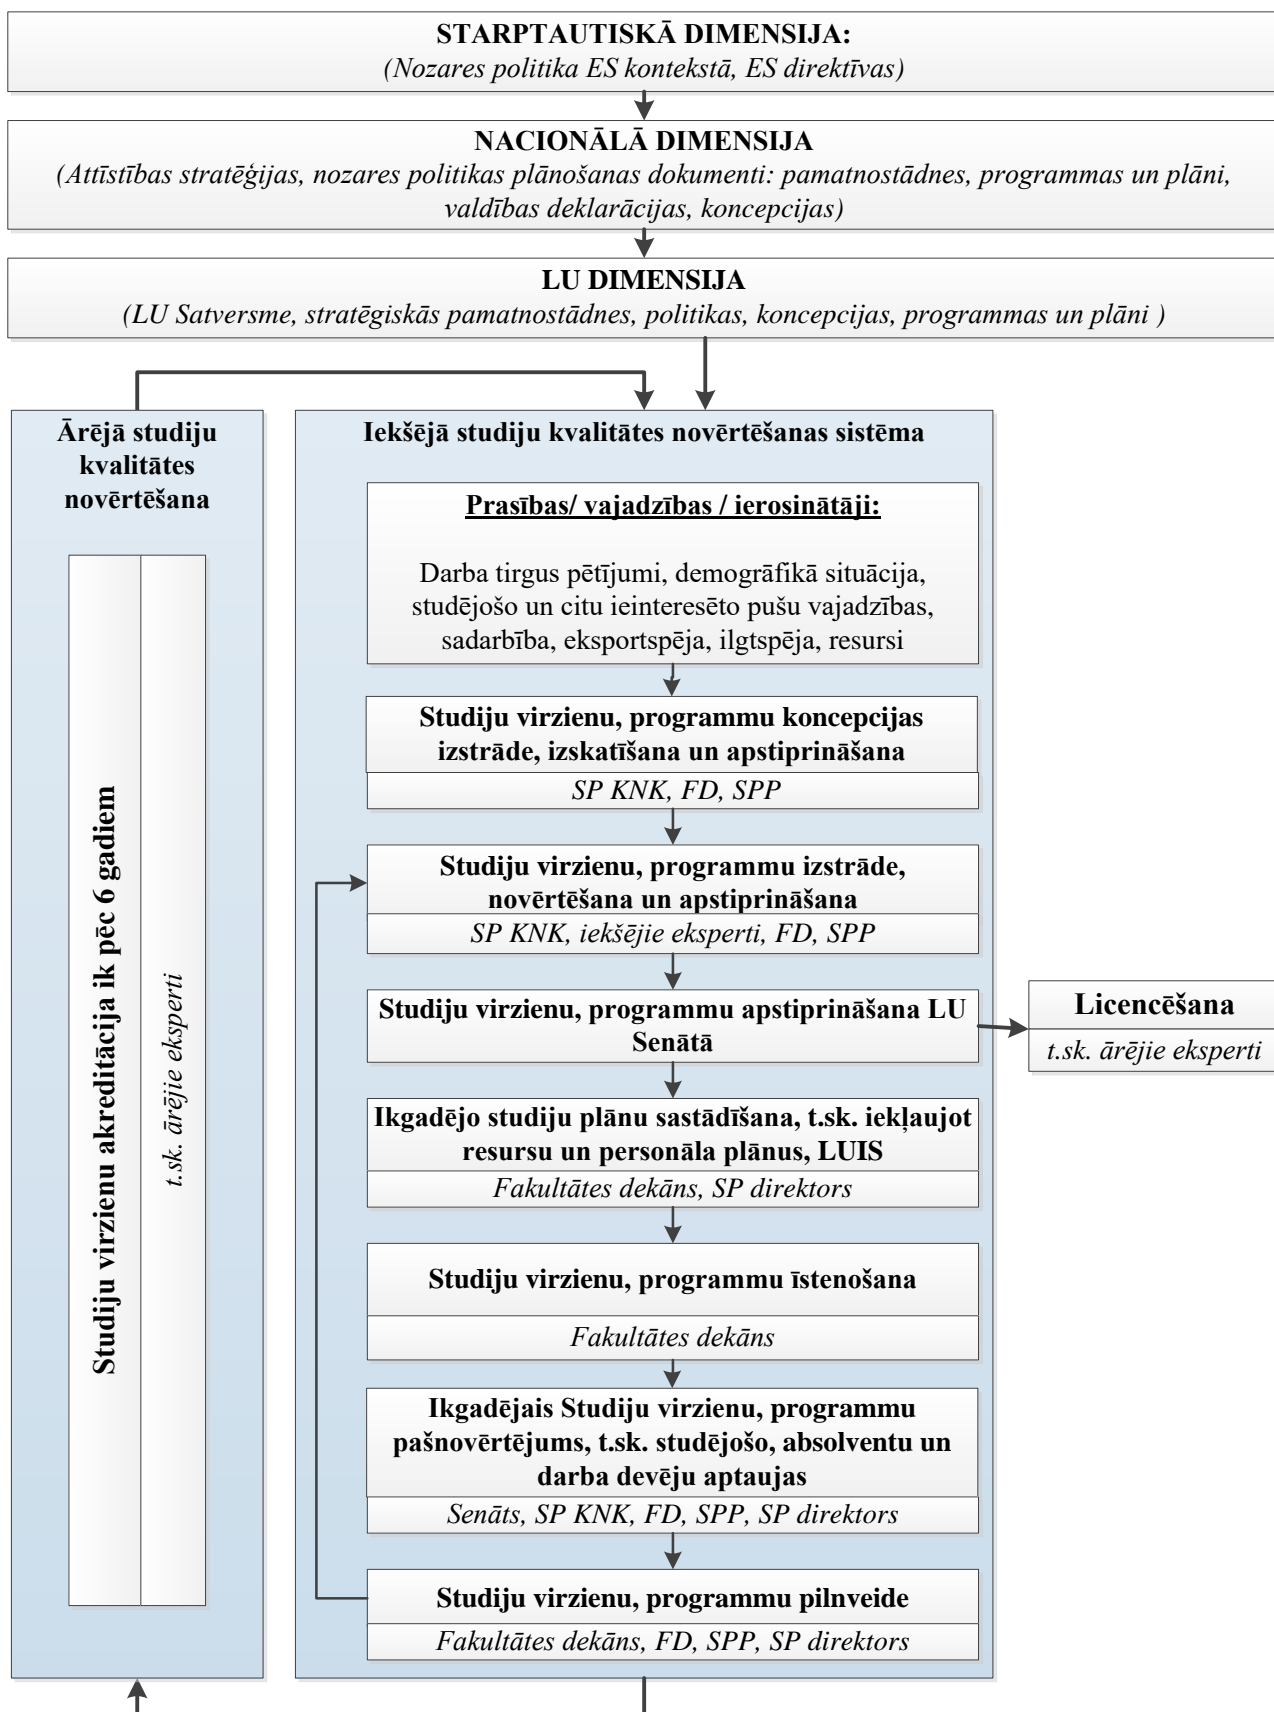 STARPTAUTISKĀ DIMENSIJA:
(Nozares politika ES kontekstā, ES direktīvas)
NACIONĀLĀ DIMENSIJA
(Attīstības stratēģijas, nozares politikas plānošanas dokumenti: pamatnostādnes, programmas un plāni,
valdības deklarācijas, koncepcijas)
LU DIMENSIJA
(LU Satversme, stratēģiskās pamatnostādnes, politikas, koncepcijas, programmas un plāni )
Ārējā studiju
kvalitātes
novērtēšana
Studiju virzienu akreditācija ik pēc 6 gadiem
t.sk. ārējie eksperti
Iekšējā studiju kvalitātes novērtēšanas sistēma
Prasības/ vajadzības / ierosinātāji:
Darba tirgus pētījumi, demogrāfikā situācija,
studējošo un citu ieinteresēto pušu vajadzības,
sadarbība, eksportspēja, ilgtspēja, resursi
Studiju virzienu, programmu koncepcijas
izstrāde, izskatīšana un apstiprināšana
SP KNK, FD, SPP
Studiju virzienu, programmu izstrāde,
novērtēšana un apstiprināšana
SP KNK, iekšējie eksperti, FD, SPP
Studiju virzienu, programmu apstiprināšana LU
Senātā
Licencēšana
t.sk. ārējie eksperti
Ikgadējo studiju plānu sastādīšana, t.sk. iekļaujot
resursu un personāla plānus, LUIS
Fakultātes dekāns, SP direktors
Studiju virzienu, programmu īstenošana
Fakultātes dekāns
Ikgadējais Studiju virzienu, programmu
pašnovērtējums, t.sk. studējošo, absolventu un
darba devēju aptaujas
Senāts, SP KNK, FD, SPP, SP direktors
Studiju virzienu, programmu pilnveide
Fakultātes dekāns, FD, SPP, SP direktors